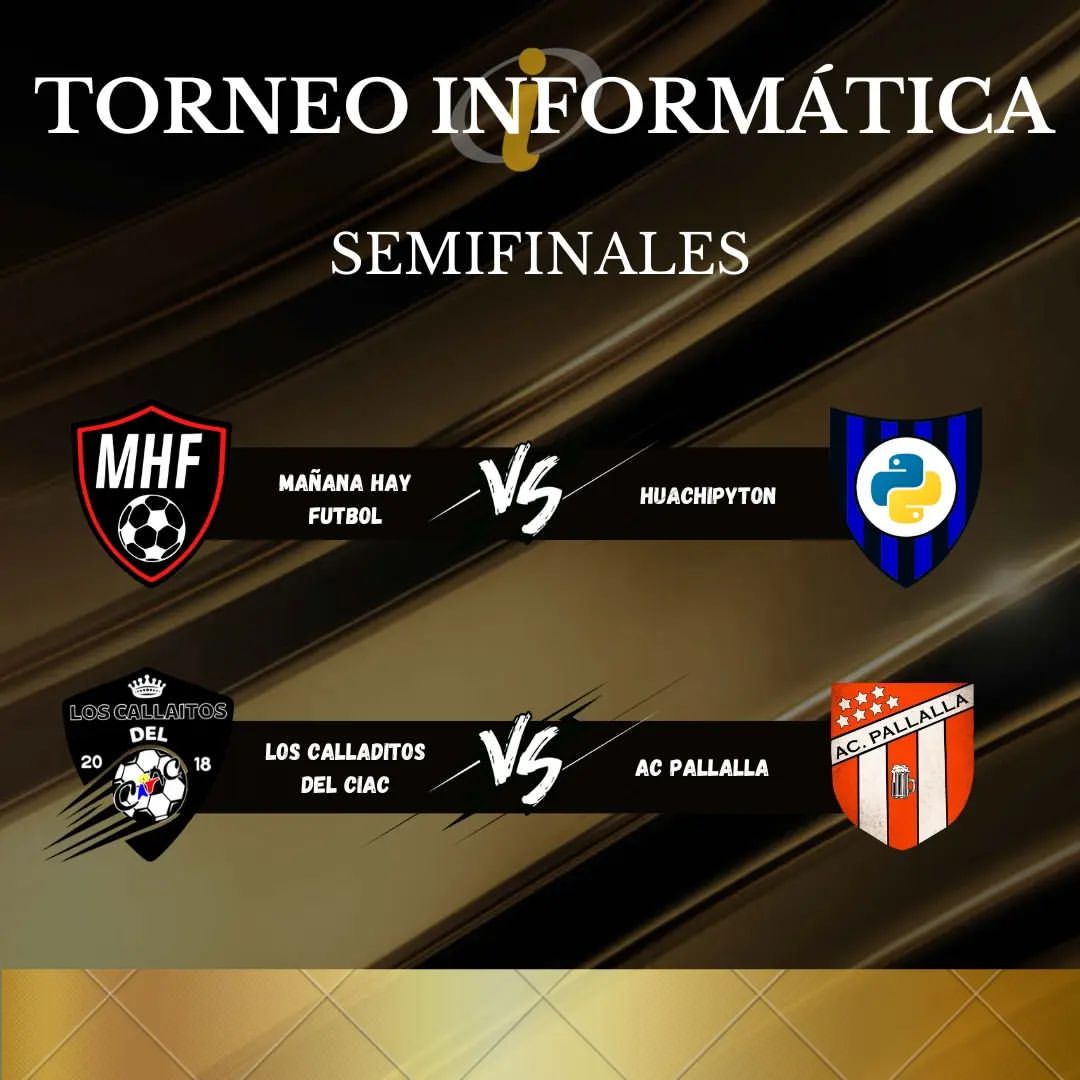 TORNEO INFORMÁTICA
SEMIFINALES
MHF
MAÑANA HAY
FUTBOL
VS
HUACHIPYTON
LOS CALLAITOS
DEL
20 18
CIAC
LOS CALLADITOS
DEL CIAC
VS
AC PALLALLA
AC. PALLALLA